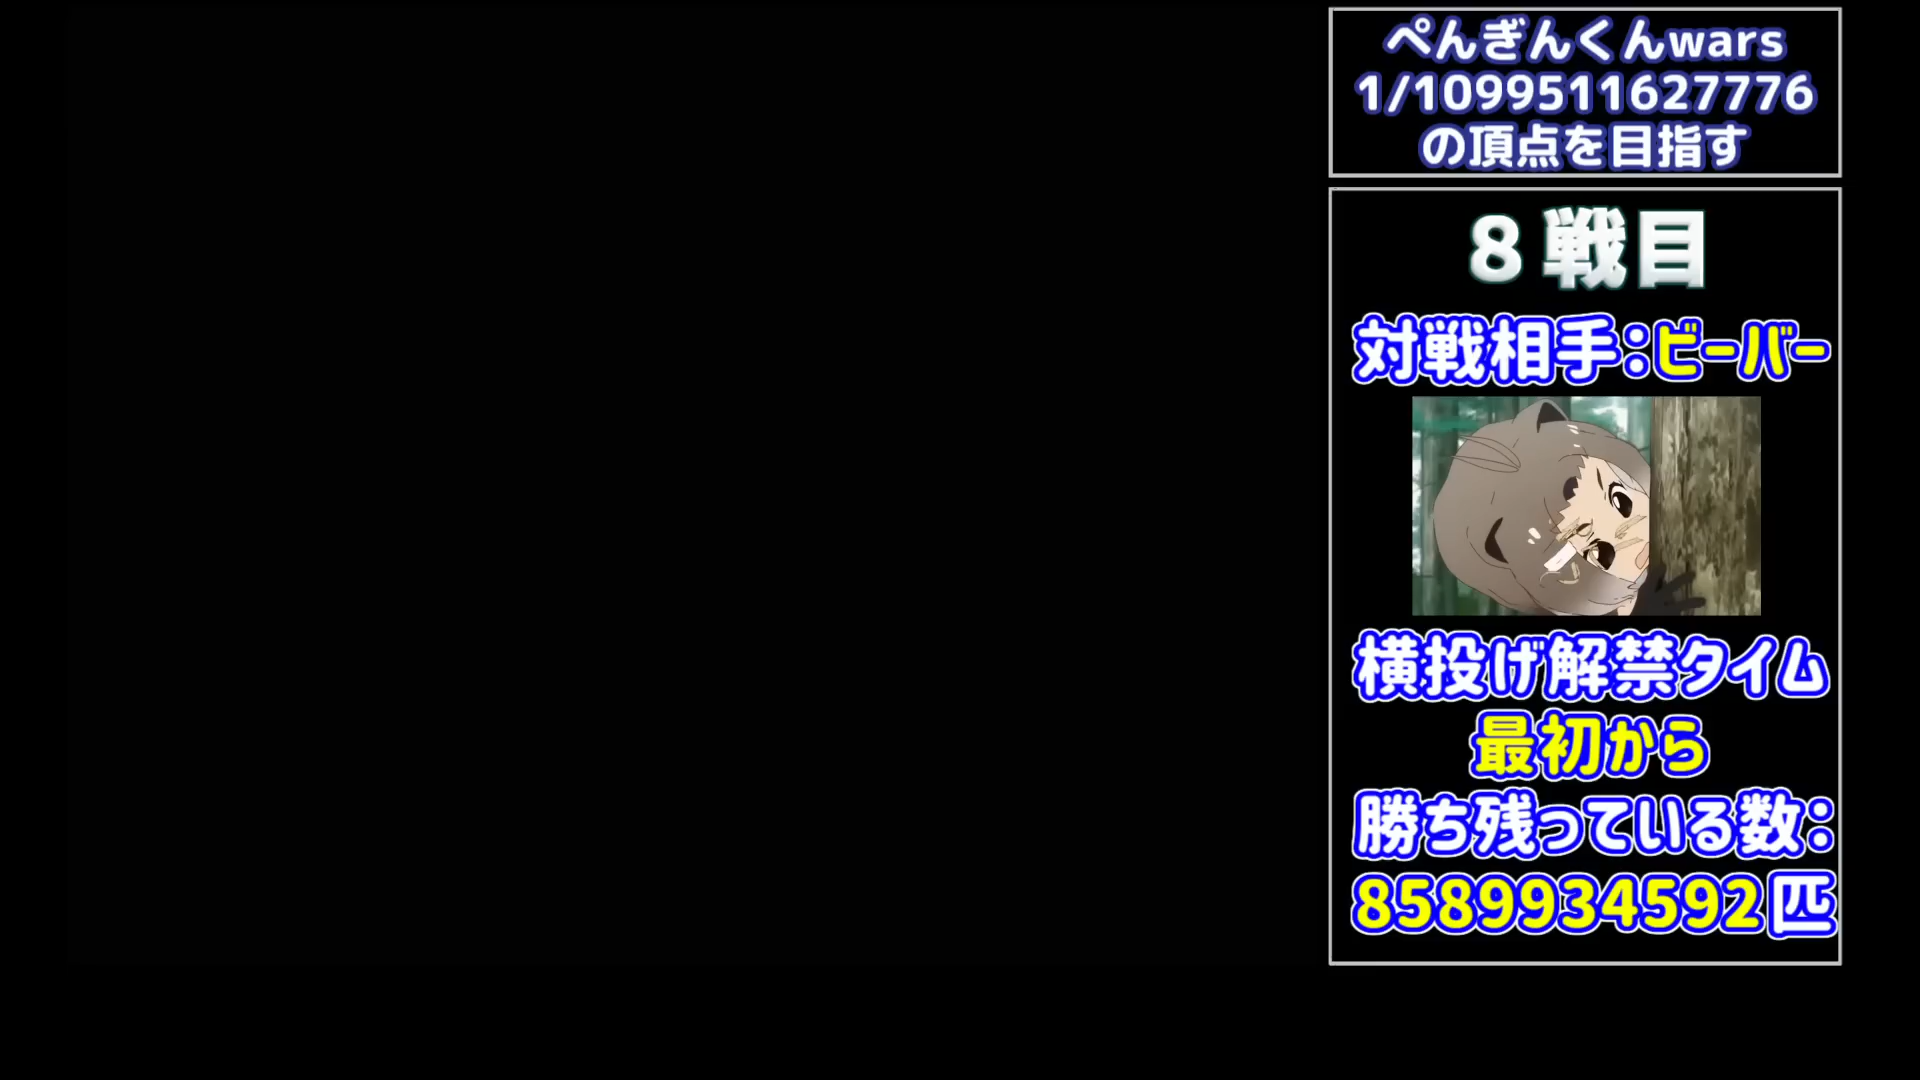 ぺんぎんくんwars
1/1099511627776
の頂点を目指す
8戦目
対戦相手:ビーバー
横投げ解禁タイム
最初から
勝ち残っている数:
8589934592匹